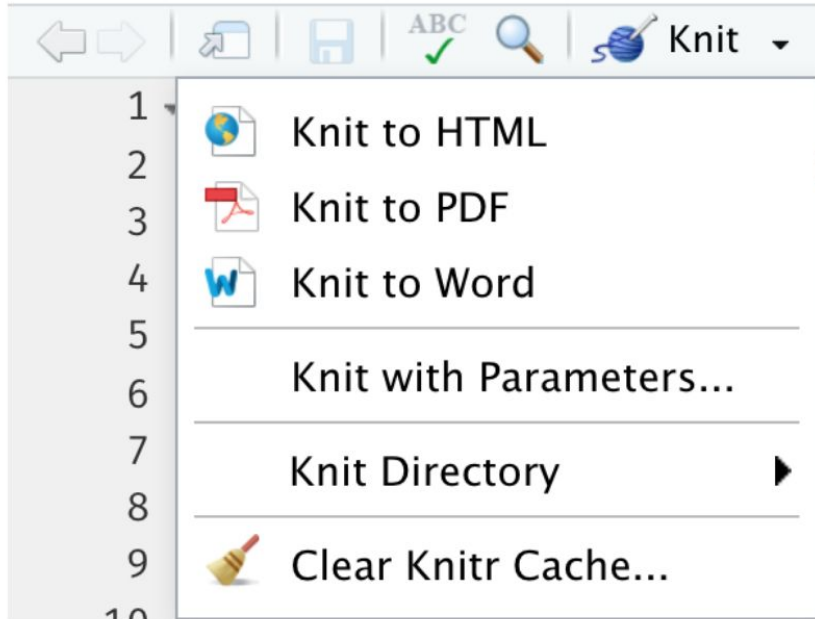 ABC Knit
1
2
3
4
5
6
7
8
9
10
Knit to HTML
Knit to PDF
Knit to Word
Knit with Parameters...
Knit Directory
Clear Knitr Cache...